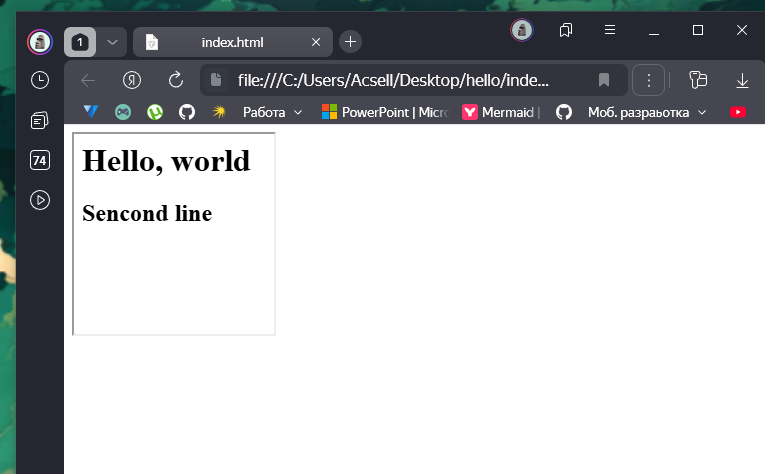 1
index.html
Я
file:///C:/Users/Acsell/Desktop/hello/inde...
Работа
PowerPoint | Micr
Mermaid |
Моб. разраьотка
74
Hello, world
Sencond line